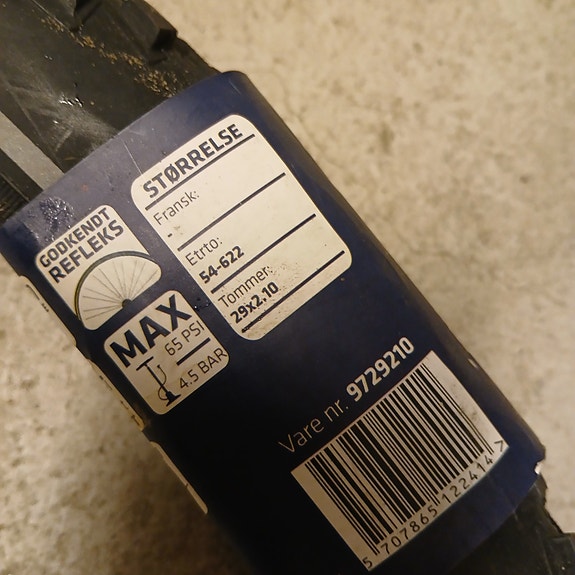 STØRRELSE
Fransk:
-
Etrto:
54-622
Tommer:
29x2.10
GODKENDT
REFLEKS
MAX
65 PSI
4.5 BAR
Vare nr. 9729210
5 707865 122414 >